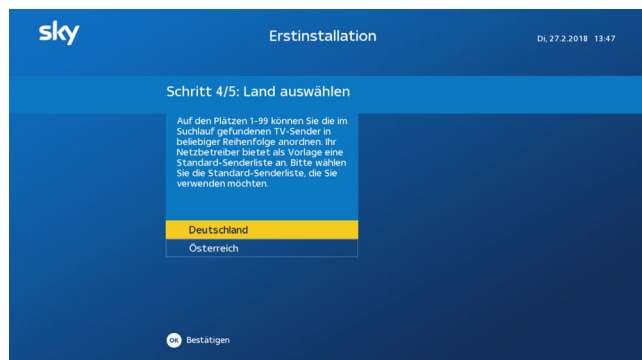 sky
Erstinstallation
Di, 27.2.2018 13:47
Schritt 4/5: Land auswählen
Auf den Plätzen 1-99 können Sie die im
Suchlauf gefundenen TV-Sender in
beliebiger Reihenfolge anordnen. Ihr
Netzbetreiber bietet als Vorlage eine
Standard-Senderliste an. Bitte wählen
Sie die Standard-Senderliste, die Sie
verwenden möchten.
Deutschland
Österreich
OK Bestätigen